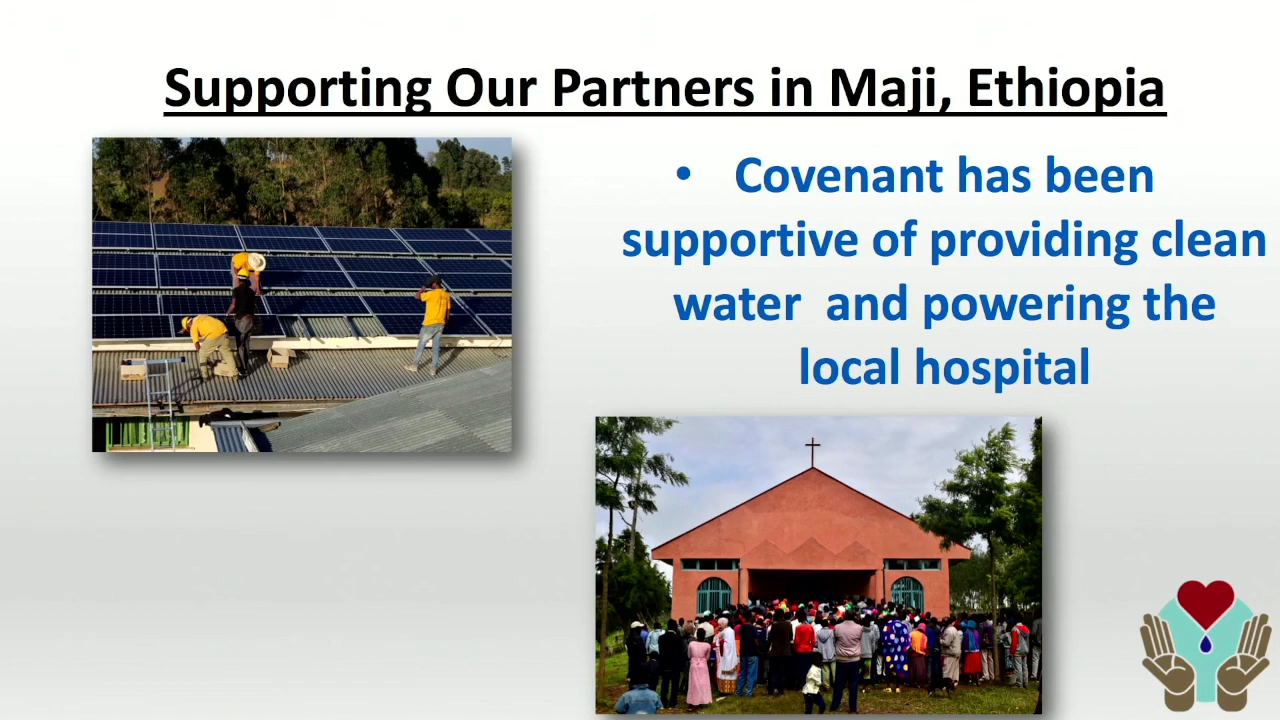 Supporting Our Partners in Maji, Ethiopia
• Covenant has been
supportive of providing clean
water and powering the
local hospital